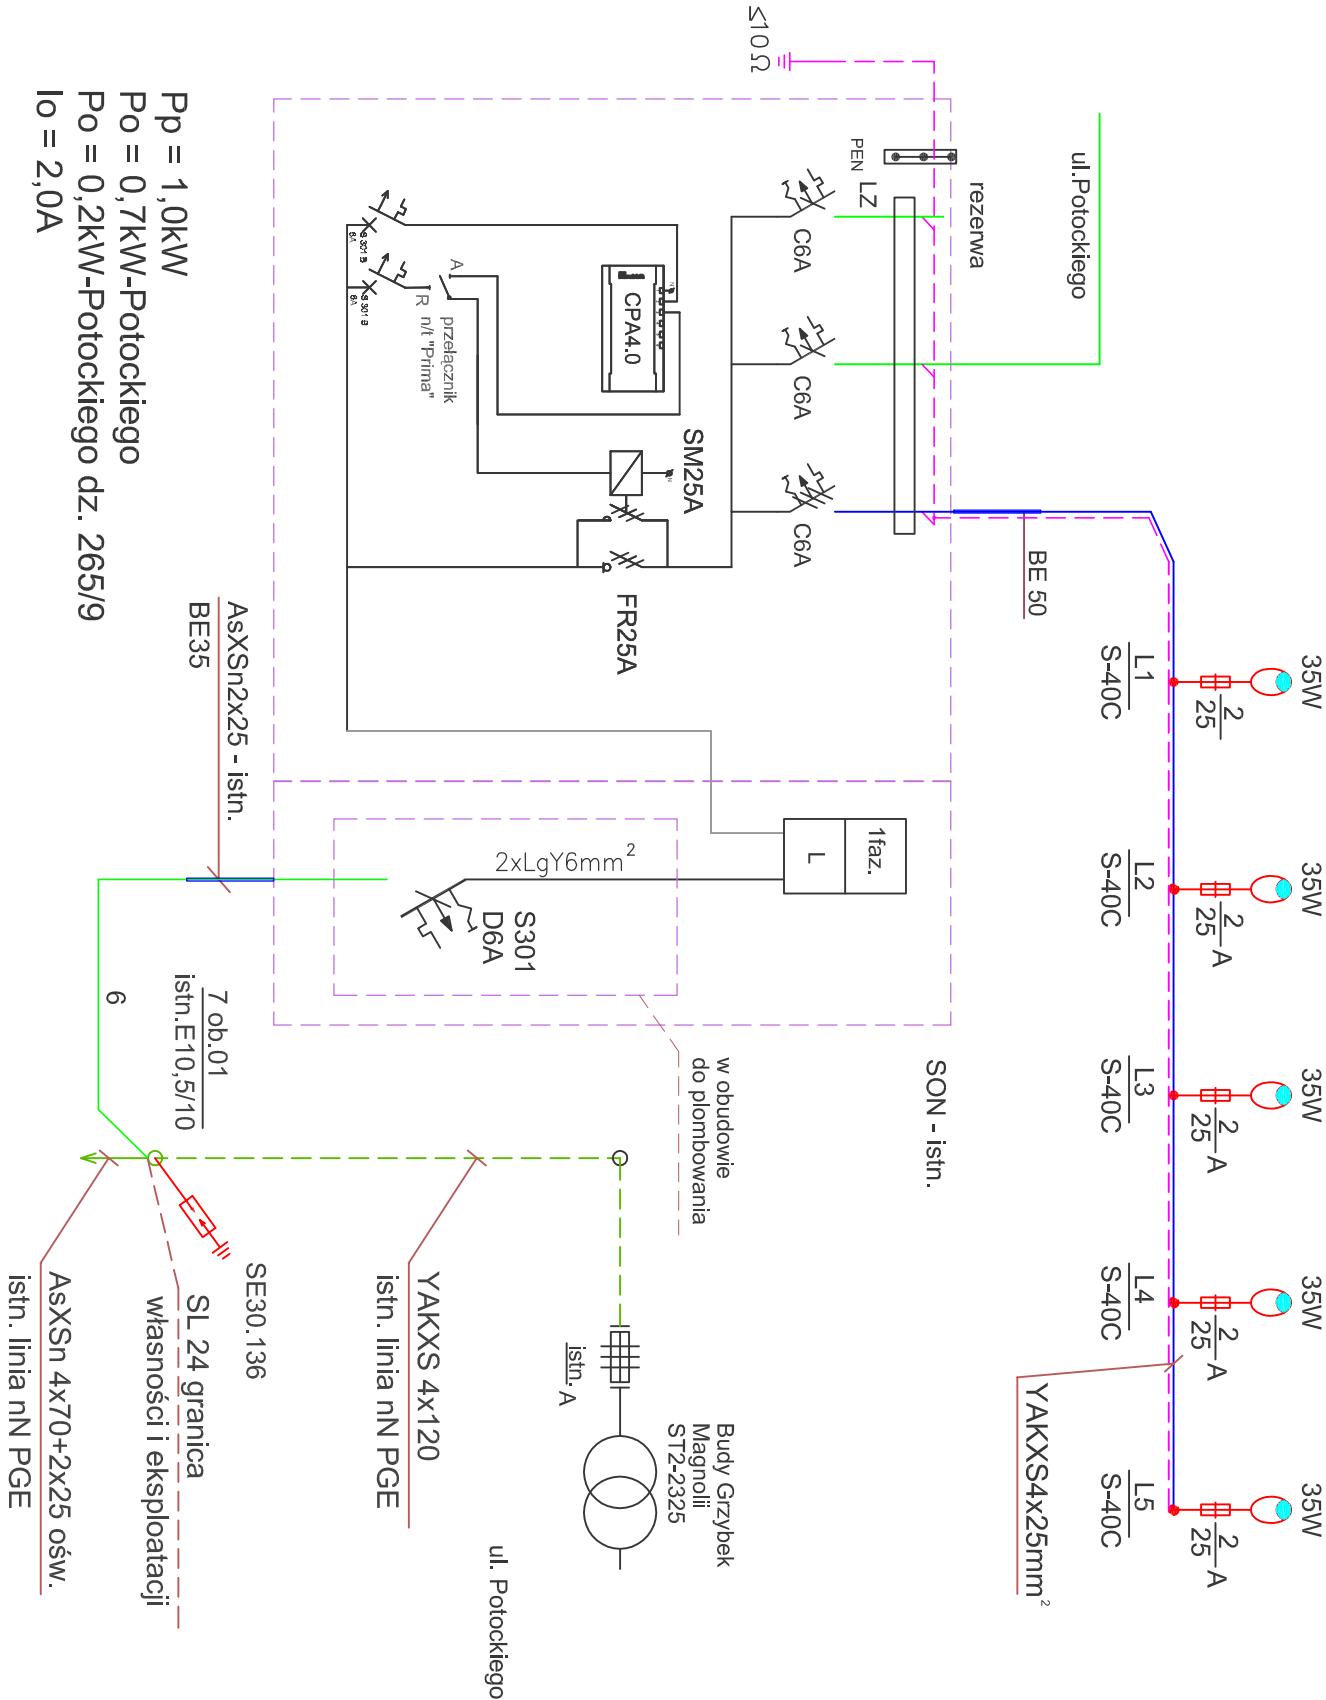 ≤10Ω
ul.Potockiego
rezerwa
PEN
LZ
C6A
C6A
C6A
BE 50
35W
2
25
L1
S-40C
35W
2
25
A
L2
S-40C
35W
2
25
A
L3
S-40C
35W
2
25
A
L4
S-40C
35W
2
25
A
L5
S-40C
YAKXS4x25mm²
CPA4.0
N
SM25A
N
FR25A
S 301 B
6A
S 301 B
6A
A
R
przełącznik
n/t "Prima"
Pp = 1,0kW
Po = 0,7kW-Potockiego
Po = 0,2kW-Potockiego dz. 265/9
Io = 2,0A
AsXSn2x25 - istn.
BE35
1faz.
L
2xLgY6mm²
S301
D6A
SON - istn.
w obudowie
do plombowania
6
7 ob.01
istn.E10,5/10
SE30.136
SL 24 granica
własności i eksploatacji
AsXSn 4x70+2x25 ośw.
istn. linia nN PGE
YAKXS 4x120
istn. linia nN PGE
istn. A
Budy Grzybek
Magnolii
ST2-2325
ul. Potockiego